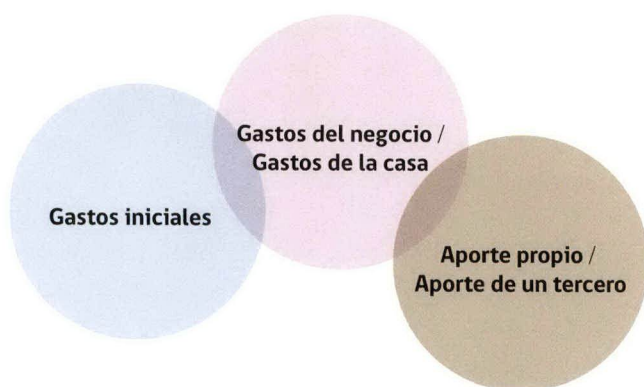 Gastos iniciales
Gastos del negocio /
Gastos de la casa
Aporte propio /
Aporte de un tercero